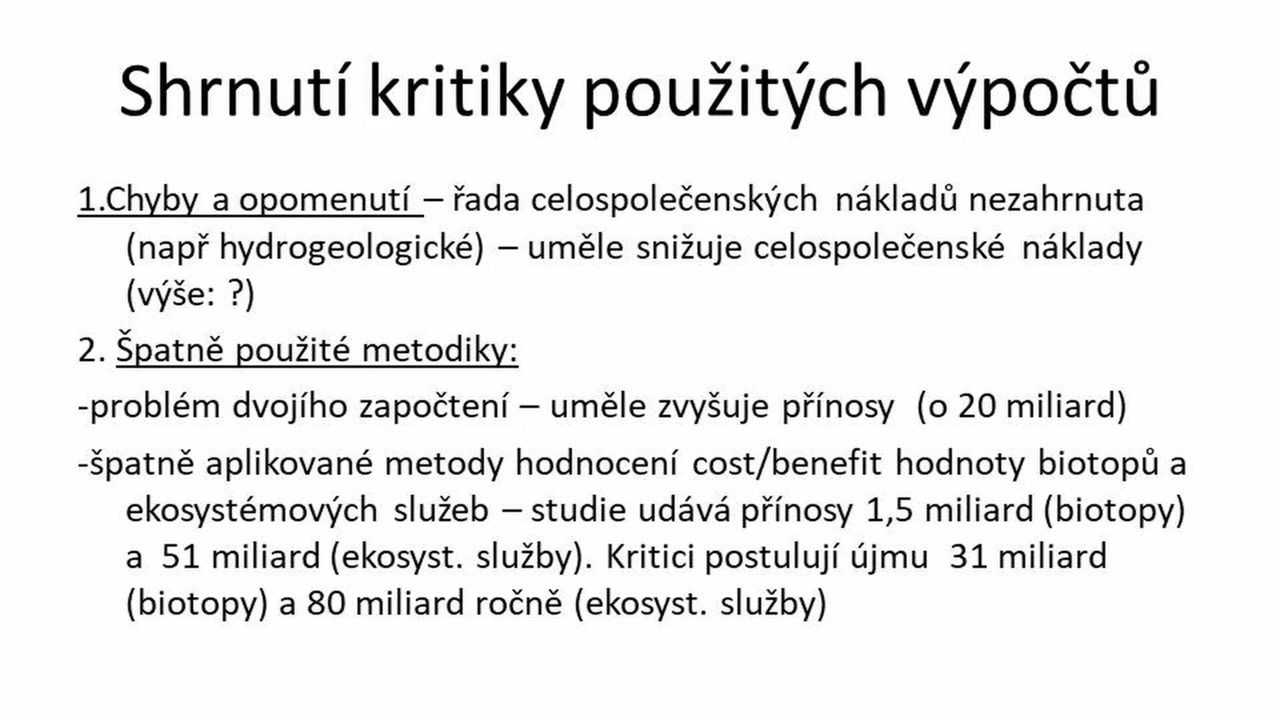 Shrnutí kritiky použitých výpočtů
1.Chyby a opomenutí – řada celospolečenských nákladů nezahrnuta
(např hydrogeologické) – uměle snižuje celospolečenské náklady
(výše: ?)
2. Špatně použité metodiky:
-problém dvojího započtení – uměle zvyšuje přínosy (o 20 miliard)
-špatně aplikované metody hodnocení cost/benefit hodnoty biotopů a
ekosystémových služeb – studie udává přínosy 1,5 miliard (biotopy)
a 51 miliard (ekosyst. služby). Kritici postulují újmu 31 miliard
(biotopy) a 80 miliard ročně (ekosyst. služby)